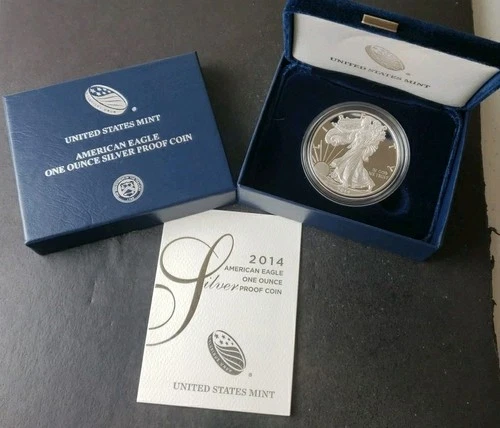 UNITED STATES MINT
AMERICAN EAGLE
ONE OUNCE SILVER PROOF COIN
UNITED STATES MINT
2014
AMERICAN EAGLE
ONE OUNCE
Silver PROOF COIN
UNITED STATES MINT